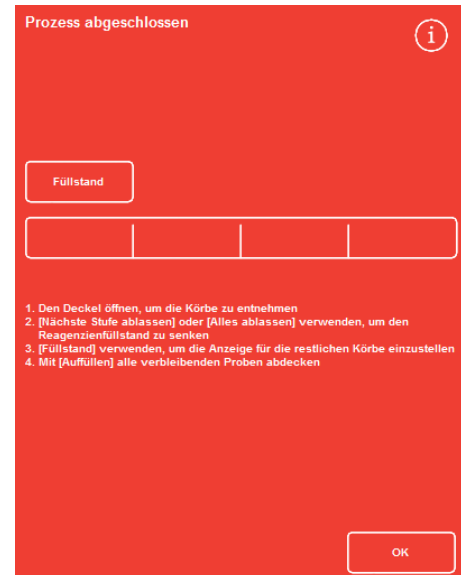 Prozess abgeschlossen
i
Füllstand
1. Den Deckel öffnen, um die Körbe zu entnehmen
2. [Nächste Stufe ablassen] oder [Alles ablassen] verwenden, um den
Reagenzienfüllstand zu senken
3. [Füllstand] verwenden, um die Anzeige für die restlichen Körbe einzustellen
4. Mit [Auffüllen] alle verbleibenden Proben abdecken
OK